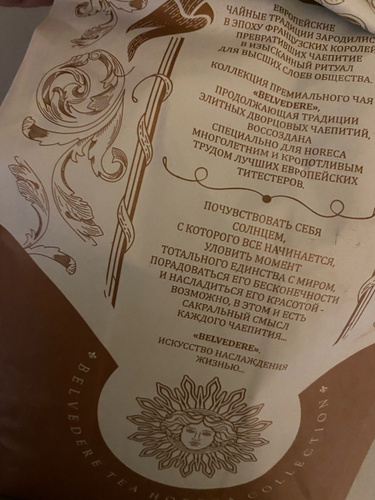 ЕВРОПЕЙСКИЕ
ЧАЙНЫЕ ТРАДИЦИИ ЗАРОДИЛИСЬ
В ЭПОХУ ФРАНЦУЗСКИХ КОРОЛЕЙ
ПРЕВРАТИВШИХ ЧАЕПИТИЕ
В ИЗЫСКАННЫЙ РИТУАЛ
ДЛЯ ВЫСШИХ СЛОЕВ ОБЩЕСТВА.
КОЛЛЕКЦИЯ ПРЕМИАЛЬНОГО ЧАЯ
«BELVEDERE»,
ПРОДОЛЖАЮЩАЯ ТРАДИЦИИ
ЭЛИТНЫХ ДВОРЦОВЫХ ЧАЕПИТИЙ,
ВОССОЗДАНА
СПЕЦИАЛЬНО ДЛЯ HORECA
МНОГОЛЕТНИМ И КРОПОТЛИВЫМ
ТРУДОМ ЛУЧШИХ ЕВРОПЕЙСКИХ
ТИТЕСТЕРОВ.
ПОЧУВСТВОВАТЬ СЕБЯ
СОЛНЦЕМ,
С КОТОРОГО ВСЕ НАЧИНАЕТСЯ,
УЛОВИТЬ МОМЕНТ
ТОТАЛЬНОГО ЕДИНСТВА С МИРОМ,
ПОРАДОВАТЬСЯ ЕГО БЕСКОНЕЧНОСТИ
И НАСЛАДИТЬСЯ ЕГО КРАСОТОЙ -
ВОЗМОЖНО, В ЭТОМ И ЕСТЬ
САКРАЛЬНЫЙ СМЫСЛ
КАЖДОГО ЧАЕПИТИЯ...
«BELVEDERE».
ИСКУССТВО НАСЛАЖДЕНИЯ
ЖИЗНЬЮ...
BELVEDERE TEA COLLECTION